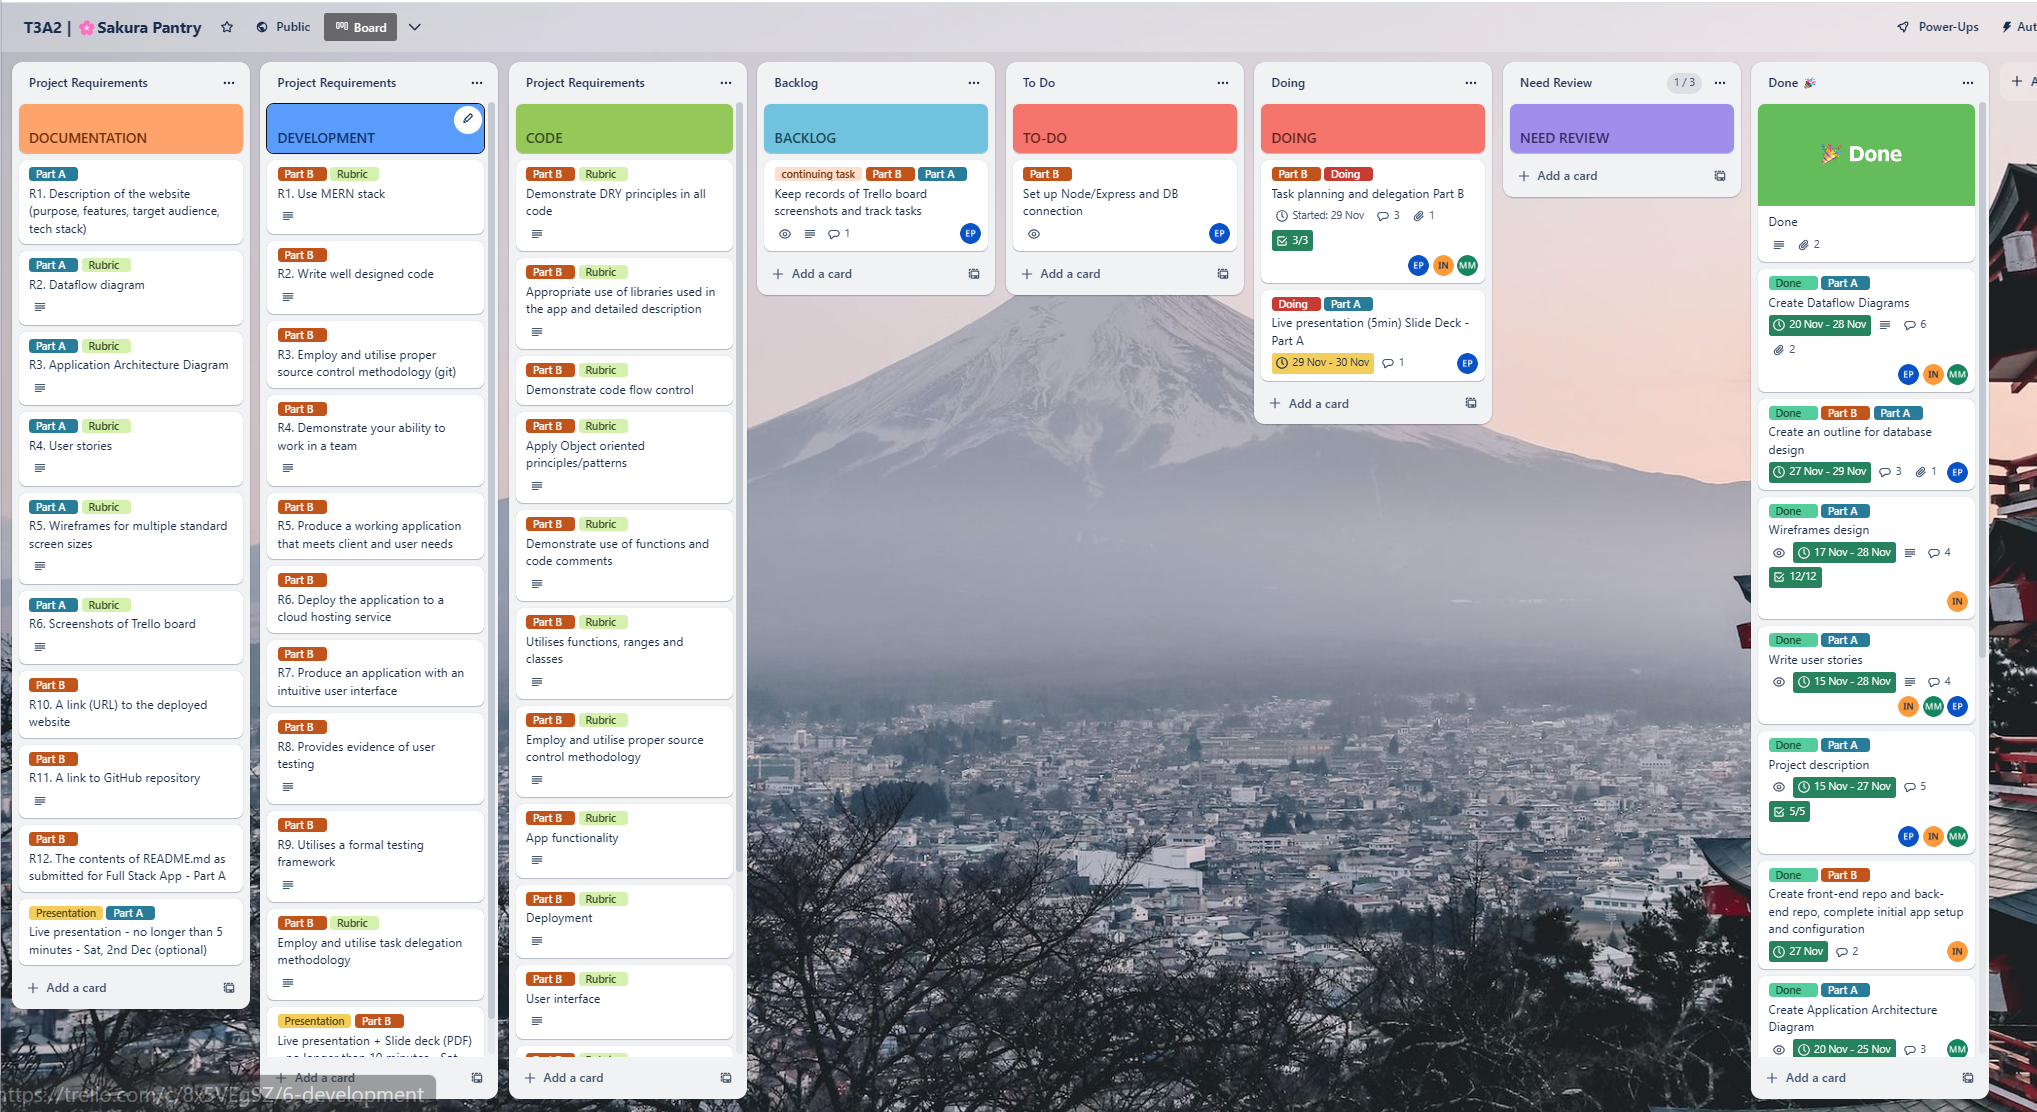 T3A2 | 🌸 Sakura Pantry
Public
Board
Power-Ups
Aut
Project Requirements
DOCUMENTATION
Part A
R1. Description of the website
(purpose, features, target audience,
tech stack)
Part A Rubric
R2. Dataflow diagram
Part A Rubric
R3. Application Architecture Diagram
Part A Rubric
R4. User stories
Part A Rubric
R5. Wireframes for multiple standard
screen sizes
Part A Rubric
R6. Screenshots of Trello board
Part B
R10. A link (URL) to the deployed
website
Part B
R11. A link to GitHub repository
Part B
R12. The contents of README.md as
submitted for Full Stack App - Part A
Presentation Part A
Live presentation - no longer than 5
minutes - Sat, 2nd Dec (optional)
+ Add a card
Project Requirements
DEVELOPMENT
Part B Rubric
R1. Use MERN stack
Part B
R2. Write well designed code
Part B
R3. Employ and utilise proper
source control methodology (git)
Part B
R4. Demonstrate your ability to
work in a team
Part B
R5. Produce a working application
that meets client and user needs
Part B
R6. Deploy the application to a
cloud hosting service
Part B
R7. Produce an application with an
intuitive user interface
Part B
R8. Provides evidence of user
testing
Part B
R9. Utilises a formal testing
framework
Part B Rubric
Employ and utilise task delegation
methodology
Presentation Part B
Live presentation + Slide deck (PDF)
- no longer than 10 minutes - Sat,
+ Add a card
Project Requirements
CODE
Part B Rubric
Demonstrate DRY principles in all
code
Part B Rubric
Appropriate use of libraries used in
the app and detailed description
Part B Rubric
Demonstrate code flow control
Part B Rubric
Apply Object oriented
principles/patterns
Part B Rubric
Demonstrate use of functions and
code comments
Part B Rubric
Utilises functions, ranges and
classes
Part B Rubric
Employ and utilise proper source
control methodology
Part B Rubric
App functionality
Part B Rubric
Deployment
Part B Rubric
User interface
+ Add a card
Backlog
BACKLOG
continuing task Part B Part A
Keep records of Trello board
screenshots and track tasks
1
EP
+ Add a card
To Do
TO-DO
Part B
Set up Node/Express and DB
connection
EP
+ Add a card
Doing
DOING
Part B Doing
Task planning and delegation Part B
Started: 29 Nov 3 1
3/3
EP IN MM
Doing Part A
Live presentation (5min) Slide Deck -
Part A
29 Nov - 30 Nov 1 EP
+ Add a card
Need Review 1 / 3
NEED REVIEW
+ Add a card
Done 🎉
🎉 Done
Done
2
Done Part A
Create Dataflow Diagrams
20 Nov - 28 Nov 6
2
EP IN MM
Done Part B Part A
Create an outline for database
design
27 Nov - 29 Nov 3 1 EP
Done Part A
Wireframes design
17 Nov - 28 Nov 4
12/12
IN
Done Part A
Write user stories
15 Nov - 28 Nov 4
IN MM EP
Done Part A
Project description
15 Nov - 27 Nov 5
5/5
EP IN MM
Done Part B
Create front-end repo and back-
end repo, complete initial app setup
and configuration
27 Nov 2 IN
Done Part A
Create Application Architecture
Diagram
20 Nov - 25 Nov 3 MM
+ Add a card
+ A
https://trello.com/c/8x5VEgSZ/6-development